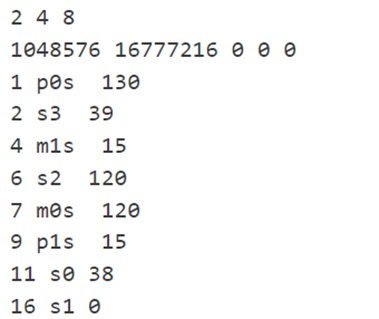 2 4 8
1048576 16777216 0 0 0
1 p0s  130
2 s3  39
4 m1s  15
6 s2  120
7 m0s  120
9 p1s  15
11 s0 38
16 s1 0